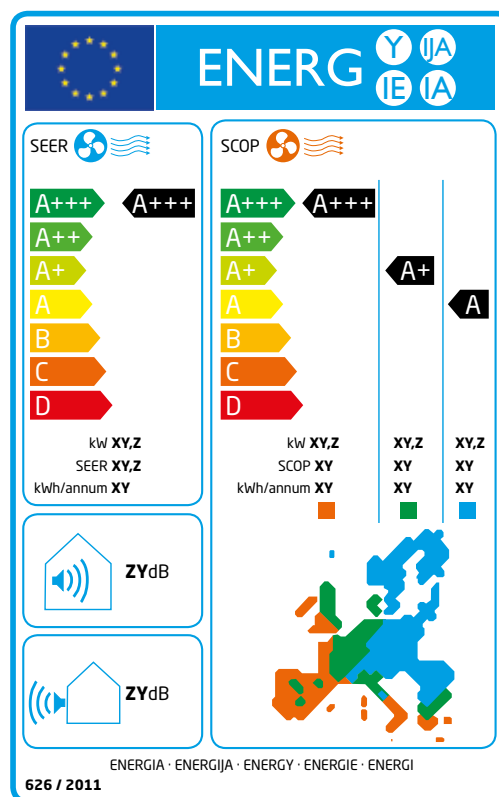 ENERG Y IJA
IE IA
SEER
A+++ A+++
A++
A+
A
B
C
D
kW XY,Z
SEER XY,Z
kWh/annum XY
SCOP
A+++ A+++
A++
A+ A+
A A
B
C
D
kW XY,Z XY,Z XY,Z
SCOP XY XY XY
kWh/annum XY XY XY
ZYdB
ZYdB
ENERGIA · ENERGIJA · ENERGY · ENERGIE · ENERGI
626 / 2011